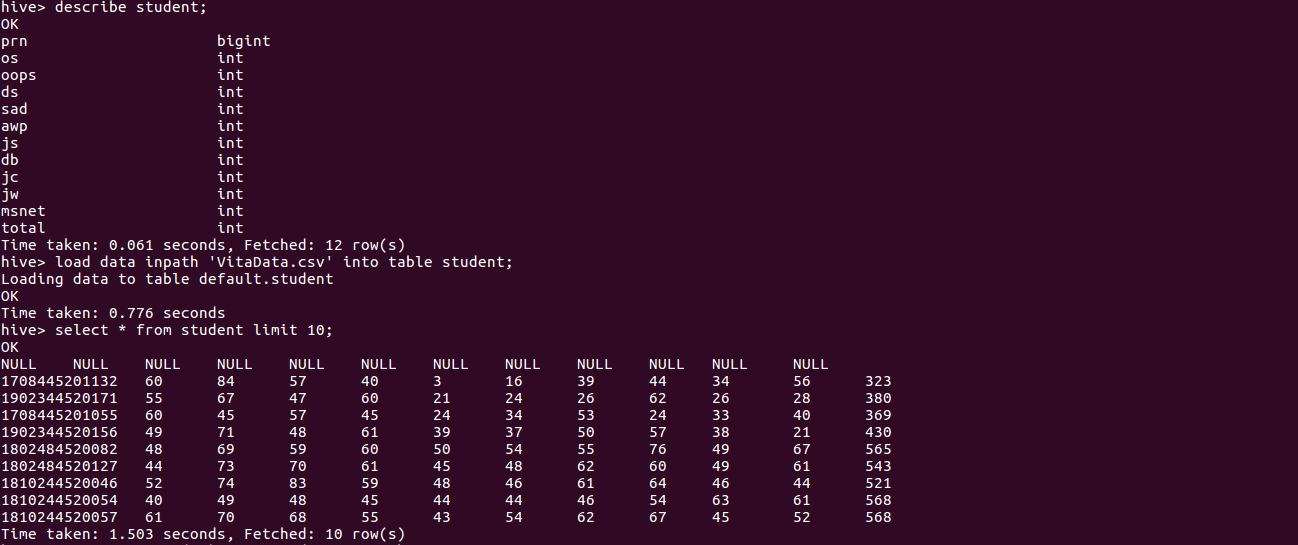 hive> describe student;
OK
prn bigint
os int
oops int
ds int
sad int
awp int
js int
db int
jc int
jw int
msnet int
total int
Time taken: 0.061 seconds, Fetched: 12 row(s)
hive> load data inpath 'VitaData.csv' into table student;
Loading data to table default.student
OK
Time taken: 0.776 seconds
hive> select * from student limit 10;
OK
NULL NULL NULL NULL NULL NULL NULL NULL NULL NULL NULL NULL
1708445201132 60 84 57 40 3 16 39 44 34 56 323
1902344520171 55 67 47 60 21 24 26 62 26 28 380
1708445201055 60 45 57 45 24 34 53 24 33 40 369
1902344520156 49 71 48 61 39 37 50 57 38 21 430
1802484520082 48 69 59 60 50 54 55 76 49 67 565
1802484520127 44 73 70 61 45 48 62 60 49 61 543
1810244520046 52 74 83 59 48 46 61 64 46 44 521
1810244520054 40 49 48 45 44 44 46 54 63 61 568
1810244520057 61 70 68 55 43 54 62 67 45 52 568
Time taken: 1.503 seconds, Fetched: 10 row(s)